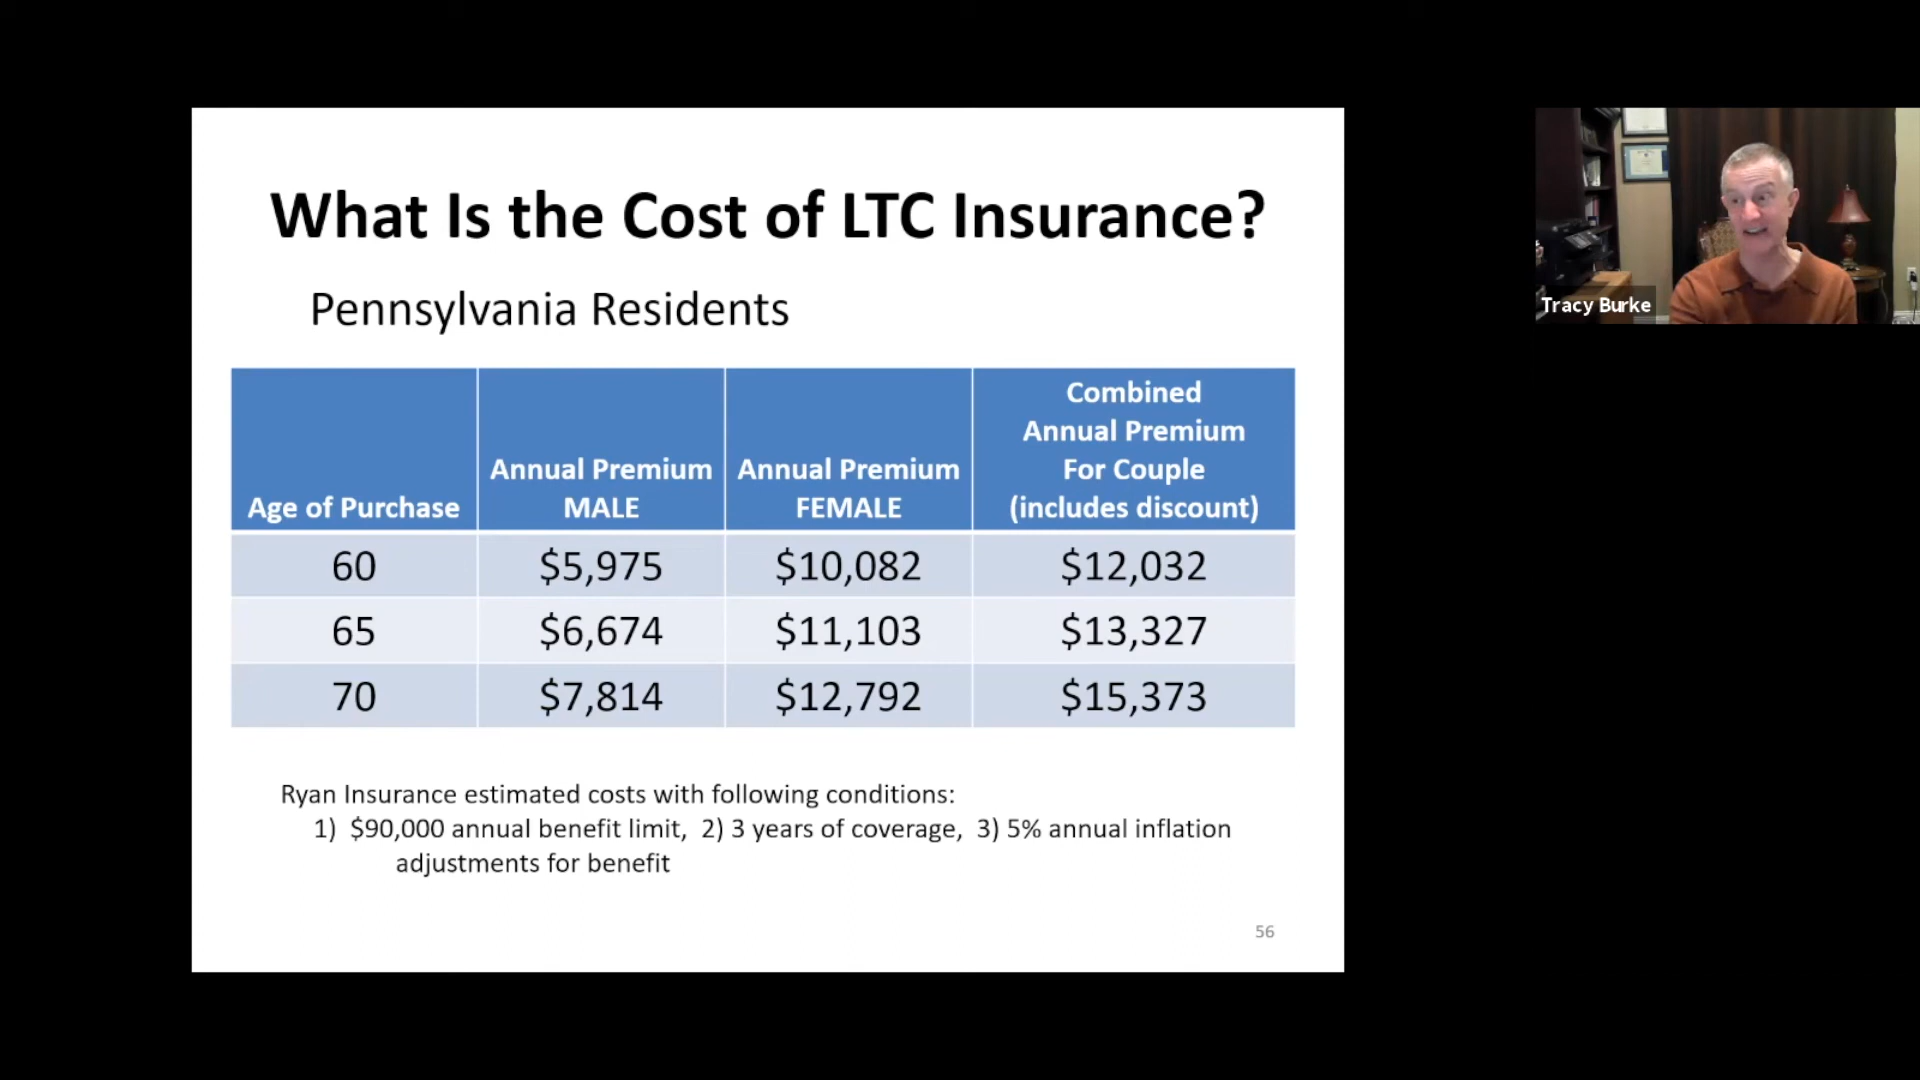 What Is the Cost of LTC Insurance?
Pennsylvania Residents
Age of Purchase
Annual Premium
MALE
Annual Premium
FEMALE
Combined
Annual Premium
For Couple
(includes discount)
60 $5,975 $10,082 $12,032
65 $6,674 $11,103 $13,327
70 $7,814 $12,792 $15,373
Ryan Insurance estimated costs with following conditions:
1) $90,000 annual benefit limit, 2) 3 years of coverage, 3) 5% annual inflation
adjustments for benefit
56
Tracy Burke